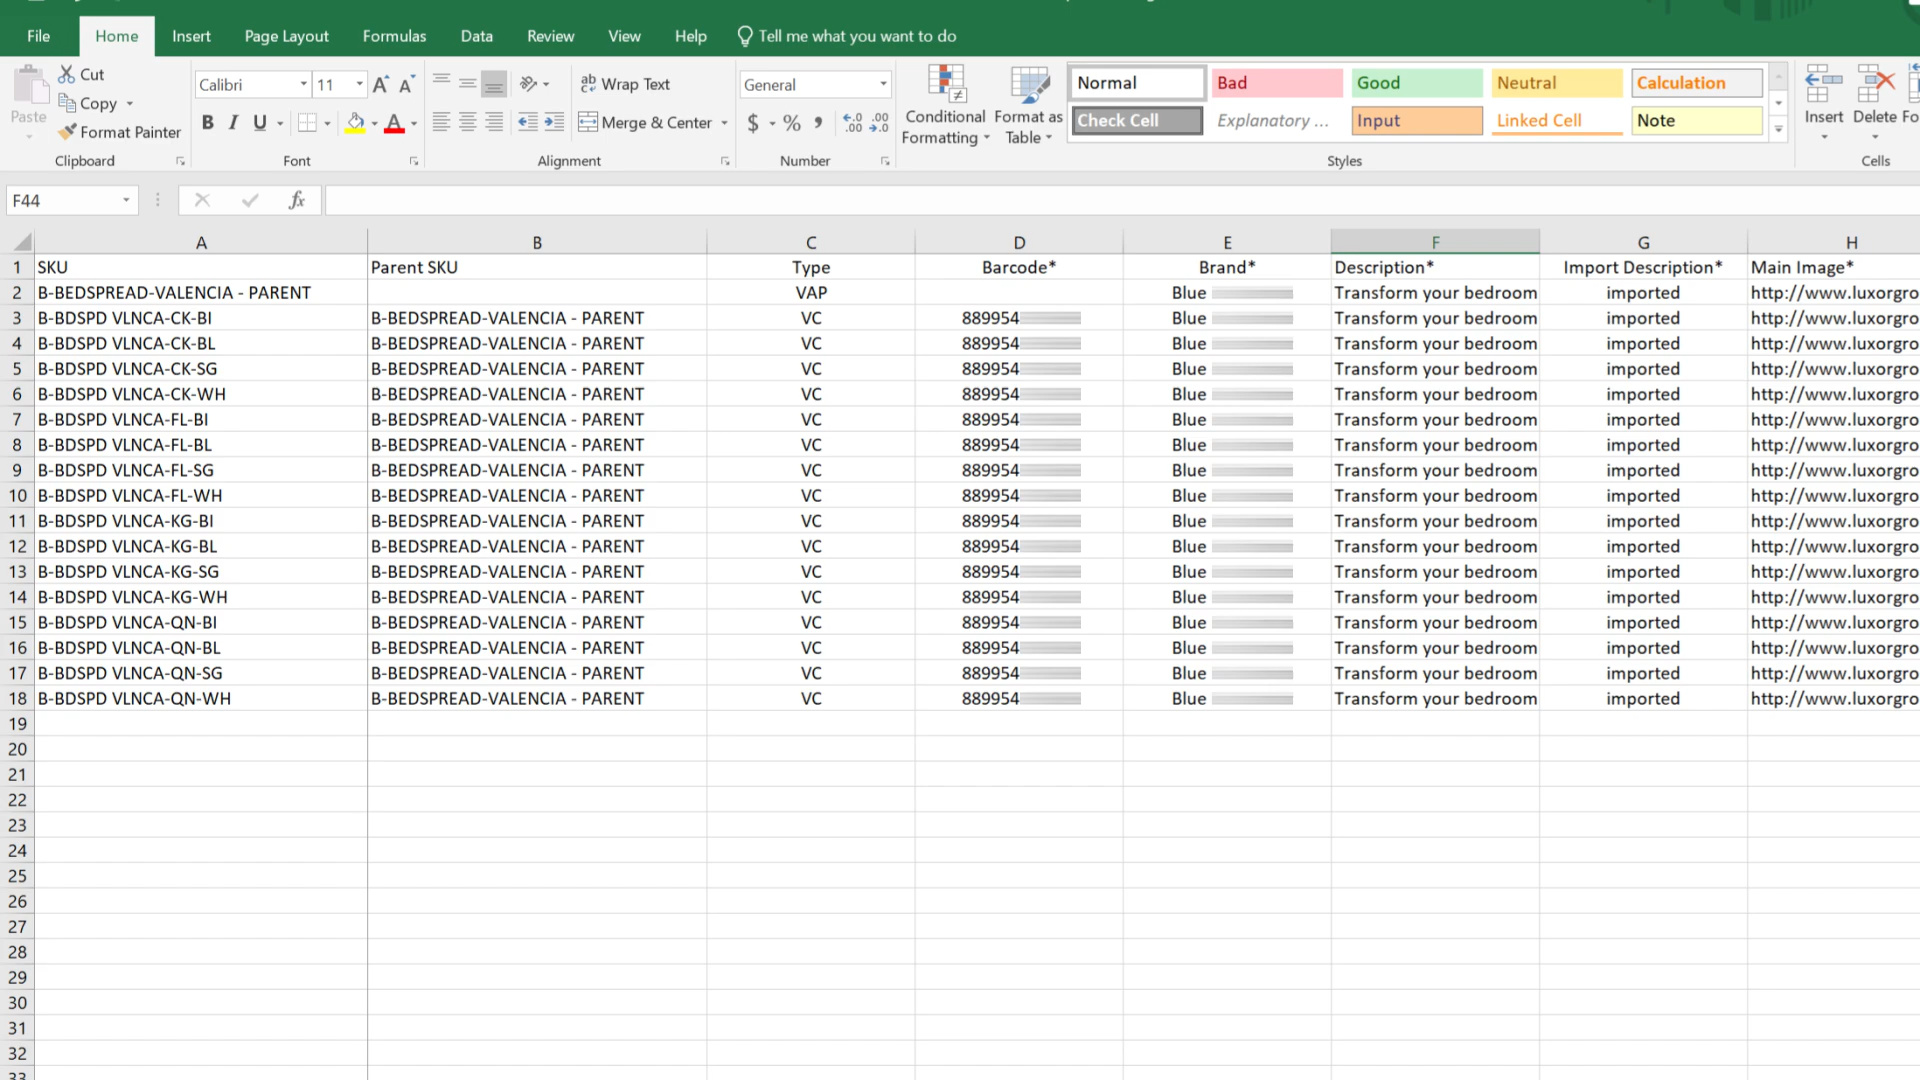 File Home Insert Page Layout Formulas Data Review View Help Tell me what you want to do
Paste Cut Copy Format Painter Clipboard
Calibri 11 A A B I U A Font
ab Wrap Text Merge & Center Alignment
General $ % , .00 .0 Number
Conditional Formatting Format as Table
Normal Bad Good Neutral Calculation
Check Cell Explanatory ... Input Linked Cell Note
Styles
Insert Delete Fo
Cells
F44 fx
A B C D E F G H
1 SKU Parent SKU Type Barcode* Brand* Description* Import Description* Main Image*
2 B-BEDSPREAD-VALENCIA - PARENT VAP Blue Transform your bedroom imported http://www.luxorgro
3 B-BDSPD VLNCA-CK-BI B-BEDSPREAD-VALENCIA - PARENT VC 889954 Blue Transform your bedroom imported http://www.luxorgro
4 B-BDSPD VLNCA-CK-BL B-BEDSPREAD-VALENCIA - PARENT VC 889954 Blue Transform your bedroom imported http://www.luxorgro
5 B-BDSPD VLNCA-CK-SG B-BEDSPREAD-VALENCIA - PARENT VC 889954 Blue Transform your bedroom imported http://www.luxorgro
6 B-BDSPD VLNCA-CK-WH B-BEDSPREAD-VALENCIA - PARENT VC 889954 Blue Transform your bedroom imported http://www.luxorgro
7 B-BDSPD VLNCA-FL-BI B-BEDSPREAD-VALENCIA - PARENT VC 889954 Blue Transform your bedroom imported http://www.luxorgro
8 B-BDSPD VLNCA-FL-BL B-BEDSPREAD-VALENCIA - PARENT VC 889954 Blue Transform your bedroom imported http://www.luxorgro
9 B-BDSPD VLNCA-FL-SG B-BEDSPREAD-VALENCIA - PARENT VC 889954 Blue Transform your bedroom imported http://www.luxorgro
10 B-BDSPD VLNCA-FL-WH B-BEDSPREAD-VALENCIA - PARENT VC 889954 Blue Transform your bedroom imported http://www.luxorgro
11 B-BDSPD VLNCA-KG-BI B-BEDSPREAD-VALENCIA - PARENT VC 889954 Blue Transform your bedroom imported http://www.luxorgro
12 B-BDSPD VLNCA-KG-BL B-BEDSPREAD-VALENCIA - PARENT VC 889954 Blue Transform your bedroom imported http://www.luxorgro
13 B-BDSPD VLNCA-KG-SG B-BEDSPREAD-VALENCIA - PARENT VC 889954 Blue Transform your bedroom imported http://www.luxorgro
14 B-BDSPD VLNCA-KG-WH B-BEDSPREAD-VALENCIA - PARENT VC 889954 Blue Transform your bedroom imported http://www.luxorgro
15 B-BDSPD VLNCA-QN-BI B-BEDSPREAD-VALENCIA - PARENT VC 889954 Blue Transform your bedroom imported http://www.luxorgro
16 B-BDSPD VLNCA-QN-BL B-BEDSPREAD-VALENCIA - PARENT VC 889954 Blue Transform your bedroom imported http://www.luxorgro
17 B-BDSPD VLNCA-QN-SG B-BEDSPREAD-VALENCIA - PARENT VC 889954 Blue Transform your bedroom imported http://www.luxorgro
18 B-BDSPD VLNCA-QN-WH B-BEDSPREAD-VALENCIA - PARENT VC 889954 Blue Transform your bedroom imported http://www.luxorgro
19
20
21
22
23
24
25
26
27
28
29
30
31
32
33